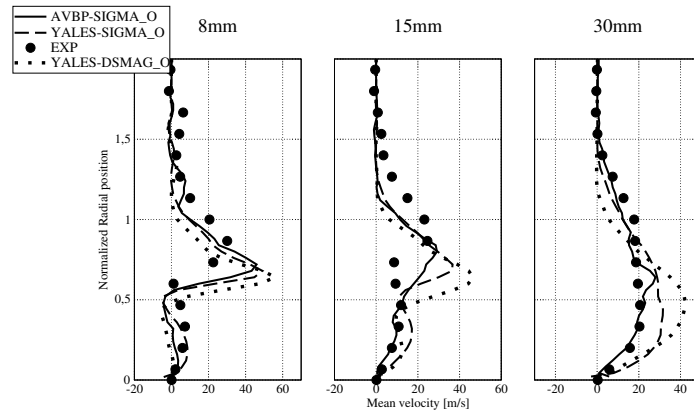 AVBP-SIGMA_O
YALES-SIGMA_O
EXP
YALES-DSMAG_O
8mm
15mm
30mm
Normalized Radial position
1,5
1
0,5
0
-20 0 20 40 60
-20 0 20 40 60
-20 0 20 40
Mean velocity [m/s]